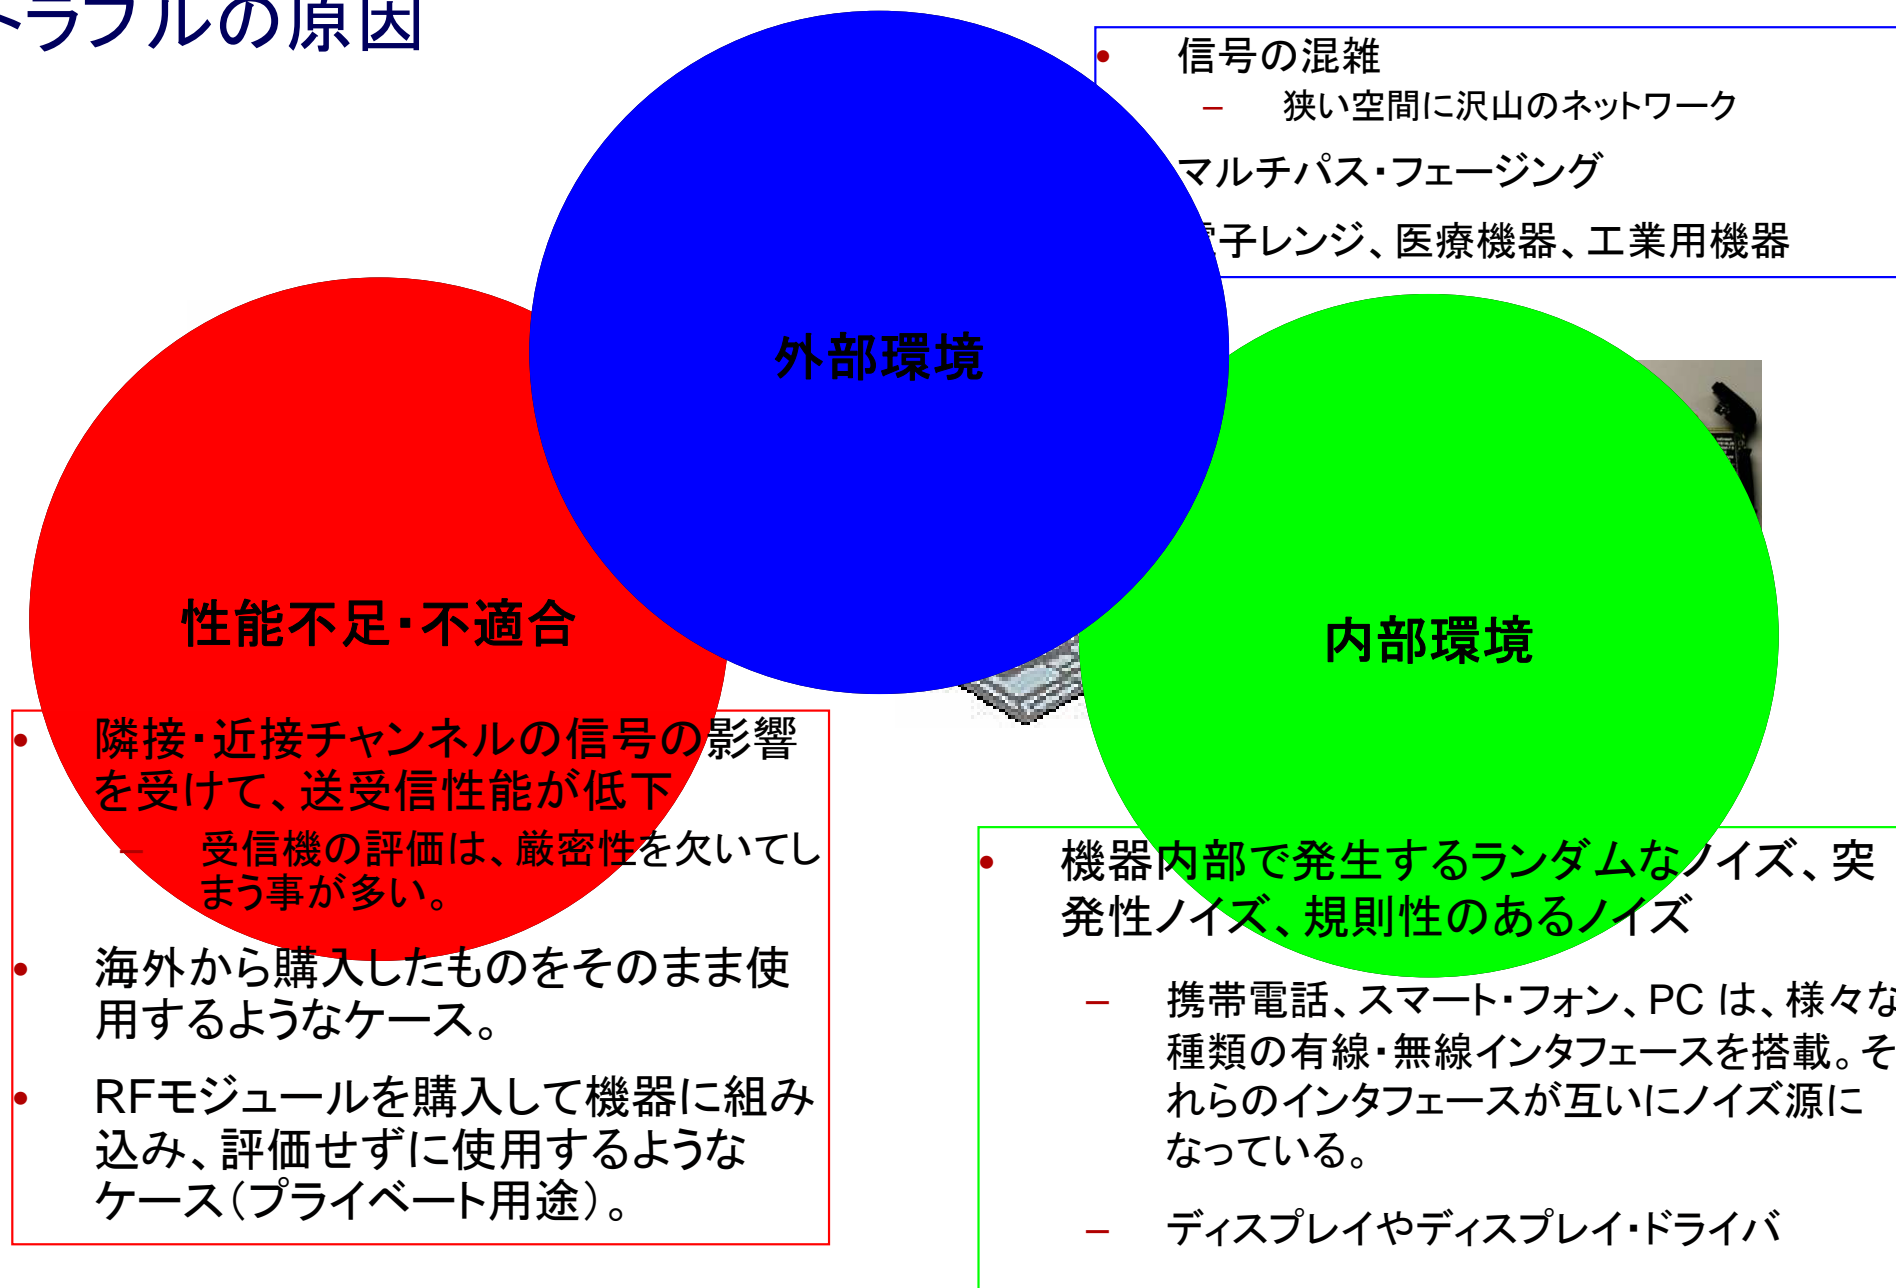 トラブルの原因
• 信号の混雑
– 狭い空間に沢山のネットワーク
マルチパス・フェージング
子レンジ、医療機器、工業用機器
外部環境
性能不足・不適合
内部環境
• 隣接・近接チャンネルの信号の影響
を受けて、送受信性能が低下
– 受信機の評価は、厳密性を欠いてし
まう事が多い。
• 海外から購入したものをそのまま使
用するようなケース。
• RFモジュールを購入して機器に組み
込み、評価せずに使用するような
ケース(プライベート用途)。
• 機器内部で発生するランダムなノイズ、突
発性ノイズ、規則性のあるノイズ
– 携帯電話、スマート・フォン、PC は、様々な
種類の有線・無線インタフェースを搭載。そ
れらのインタフェースが互いにノイズ源に
なっている。
– ディスプレイやディスプレイ・ドライバ